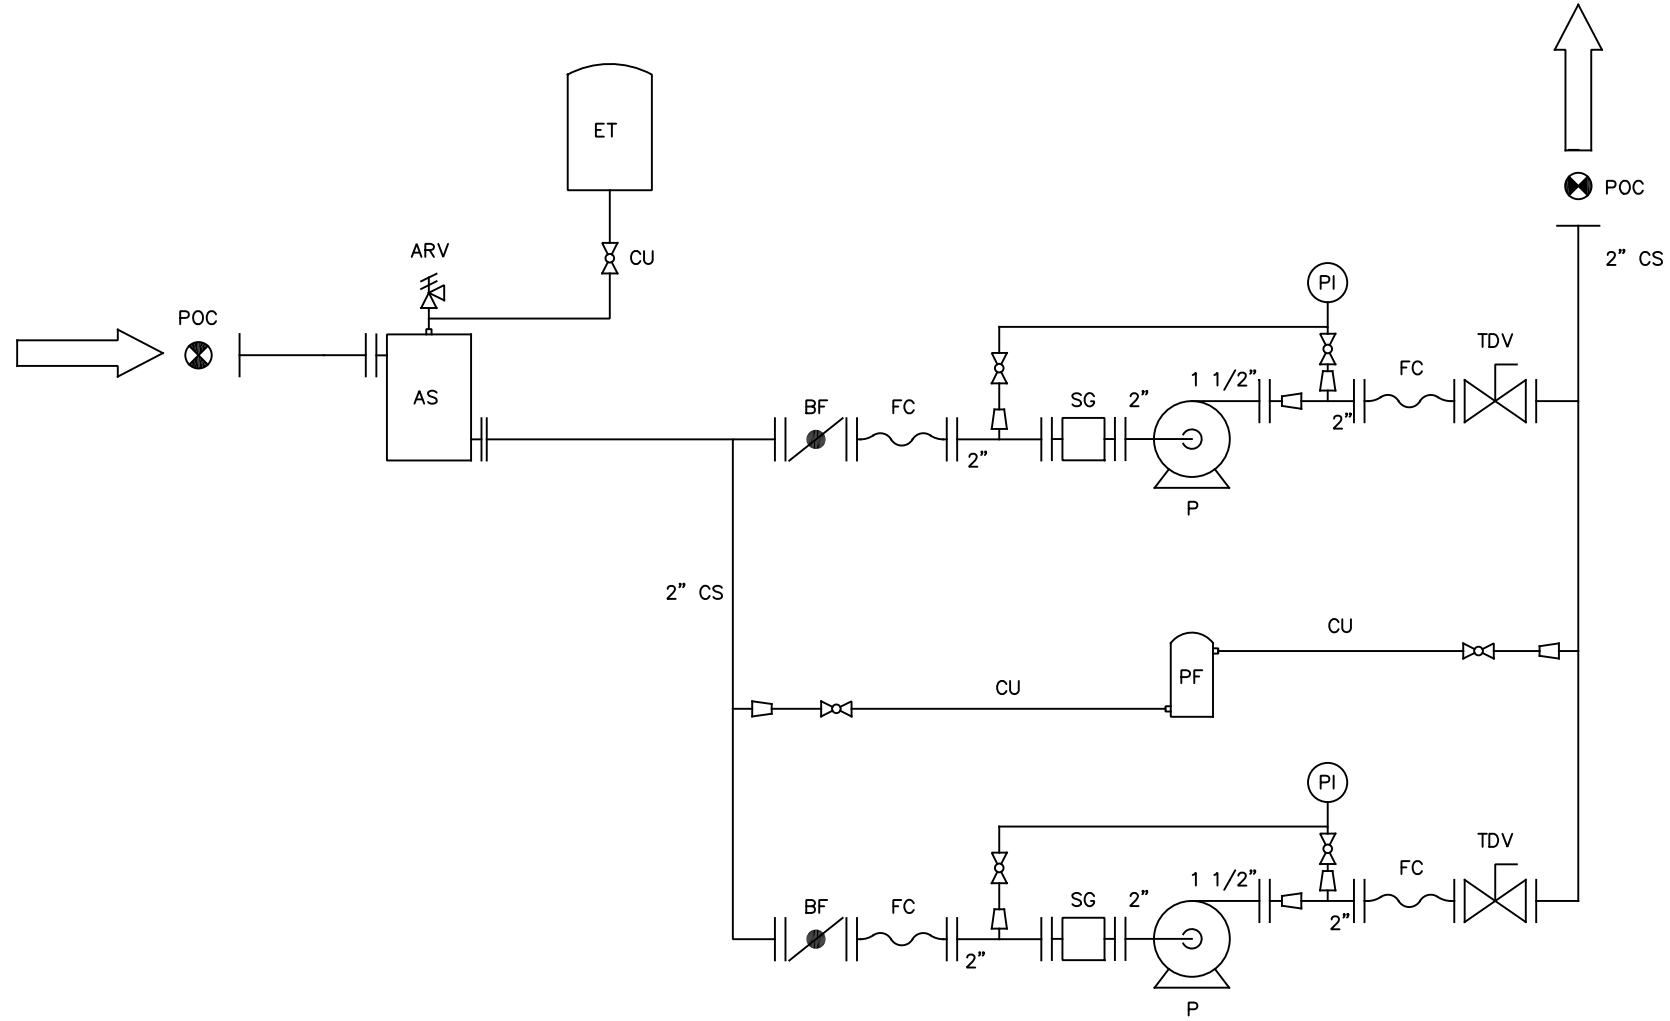 ET
POC
ARV
CU
2" CS
POC
PI
TDV
FC
1 1/2"
AS
BF
FC
SG
2"
2"
2"
P
2" CS
CU
PF
CU
PI
TDV
FC
1 1/2"
BF
FC
SG
2"
2"
2"
P